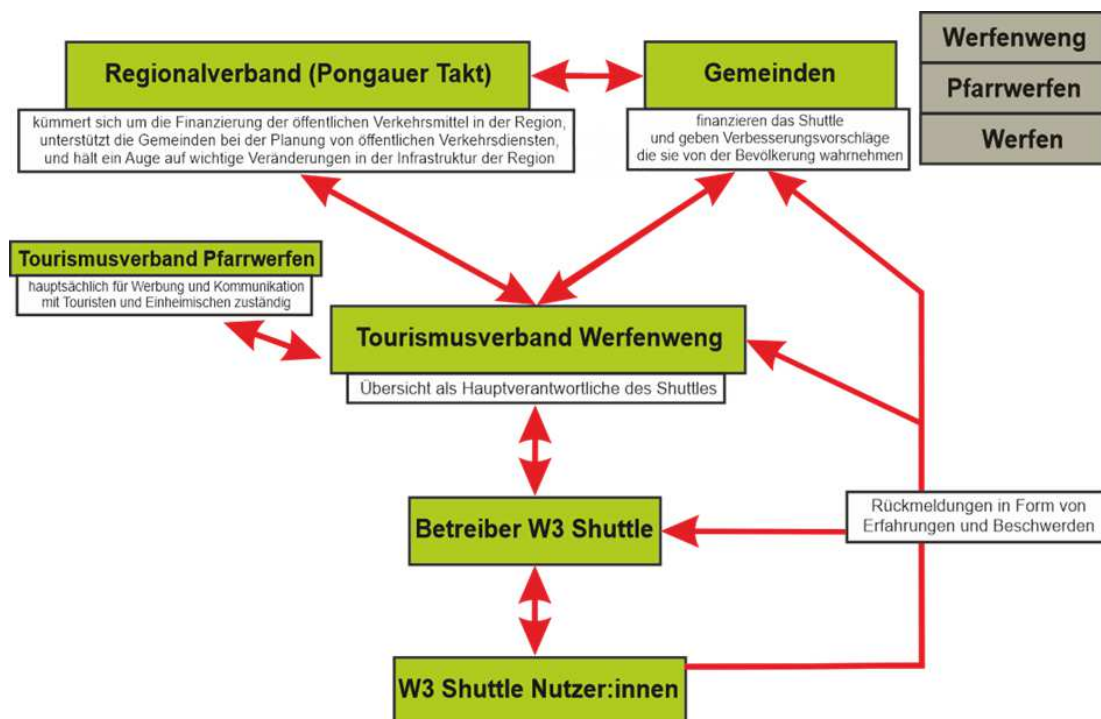 Regionalverband (Pongauer Takt)
kümmert sich um die Finanzierung der öffentlichen Verkehrsmittel in der Region,
unterstützt die Gemeinden bei der Planung von öffentlichen Verkehrsdiensten,
und hält ein Auge auf wichtige Veränderungen in der Infrastruktur der Region
Gemeinden
finanzieren das Shuttle
und geben Verbesserungsvorschläge
die sie von der Bevölkerung wahrnehmen
Werfenweng
Pfarrwerfen
Werfen
Tourismusverband Pfarrwerfen
hauptsächlich für Werbung und Kommunikation
mit Touristen und Einheimischen zuständig
Tourismusverband Werfenweng
Übersicht als Hauptverantwortliche des Shuttles
Rückmeldungen in Form von
Erfahrungen und Beschwerden
Betreiber W3 Shuttle
W3 Shuttle Nutzer:innen